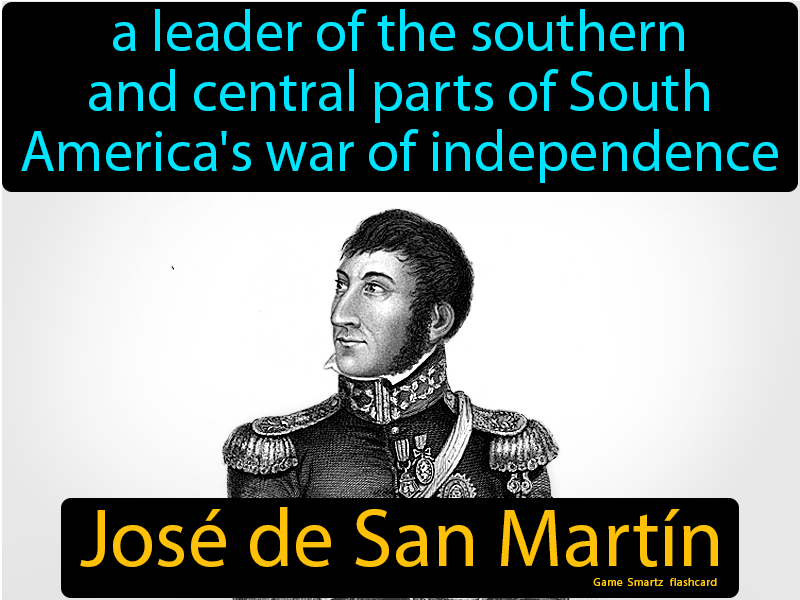 a leader of the southern
and central parts of South
America's war of independence
José de San Martín
Game Smartz flashcard